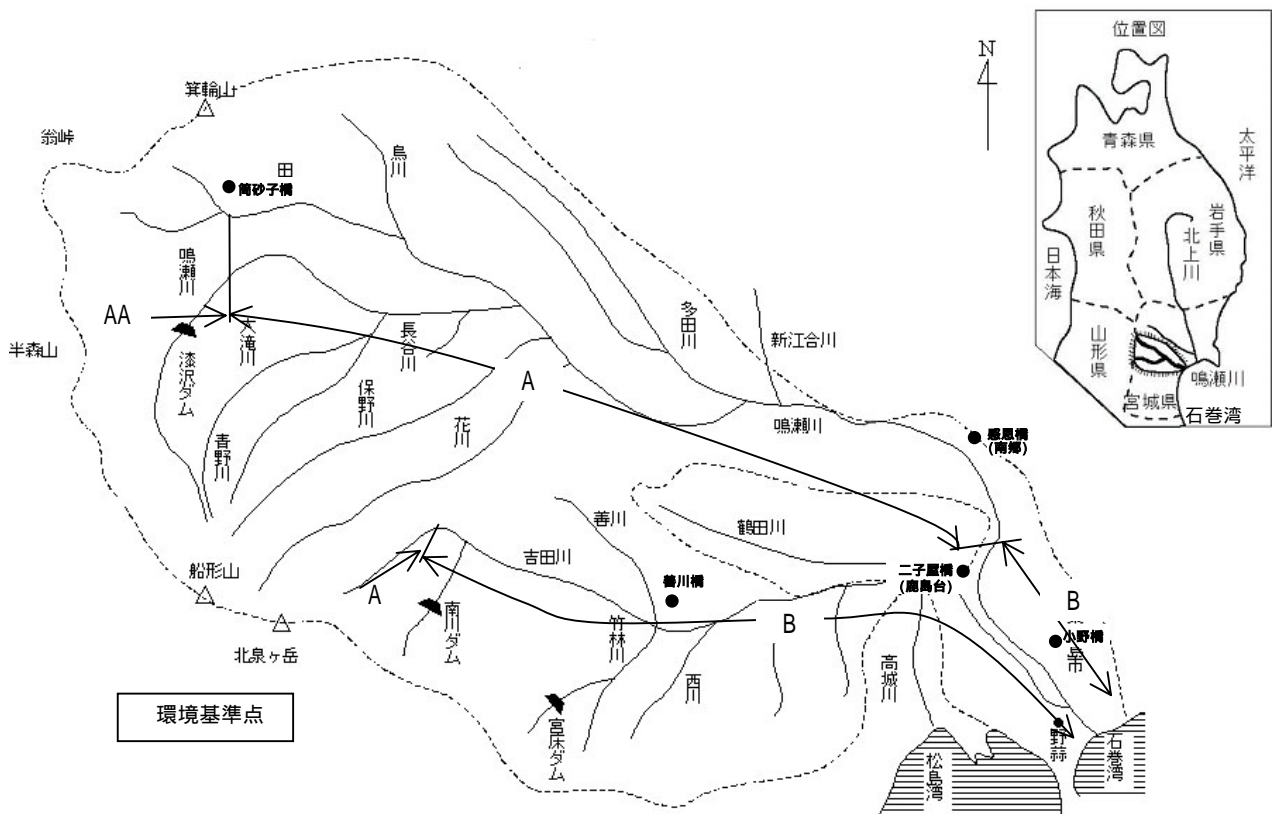 位置図
青森県
太平洋
秋田県
岩手県
北上川
日本海
山形県
宮城県
鳴瀬川
石巻湾
N
箕輪山
翁峠
田
筒砂子橋
鳥川
鳴瀬川
AA
大滝川
半森山
漆沢ダム
長谷川
保野川
A
花川
青野川
多田川
新江合川
鳴瀬川
感恩橋
(南郷)
善川
鶴田川
吉田川
船形山
A
南川ダム
善川橋
二子屋橋
(鹿島台)
B
B
小野橋
竹林川
北泉ヶ岳
西川
高城川
宮床ダム
環境基準点
野蒜
松島湾
石巻湾